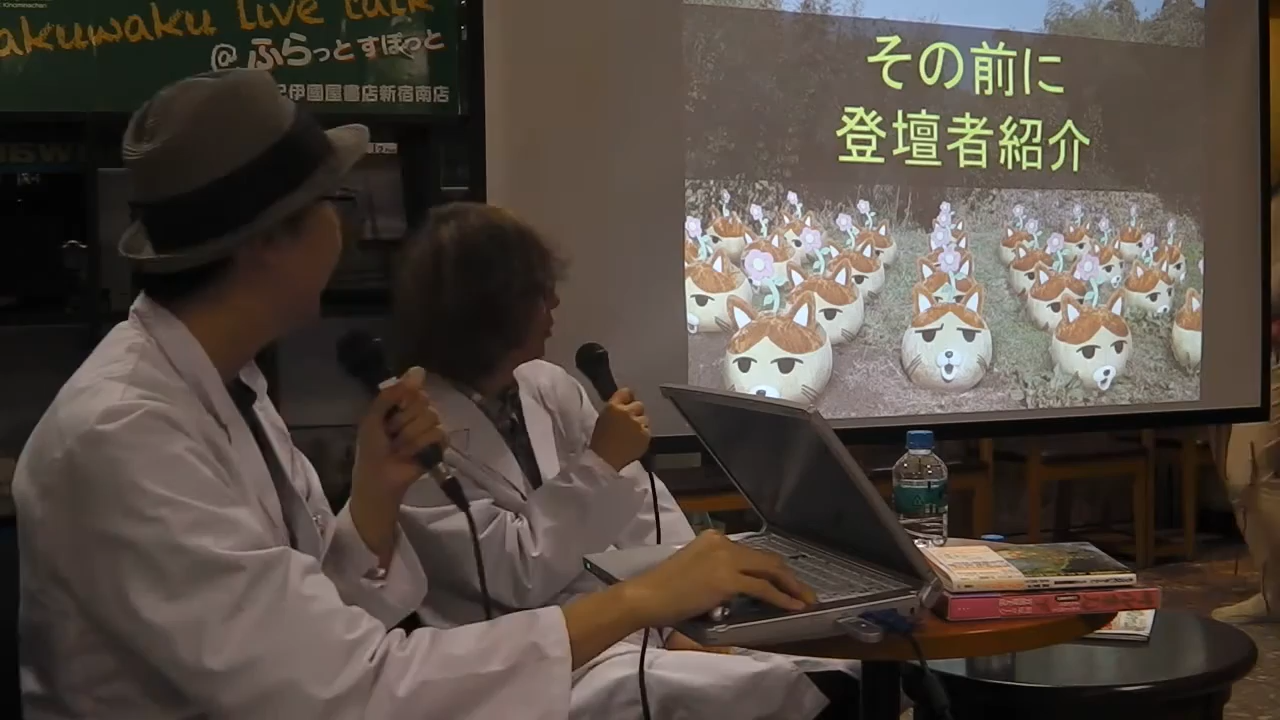 akuwaku live talk
@ふらっとすぽっと
紀伊國屋書店新宿南店
その前に
登壇者紹介